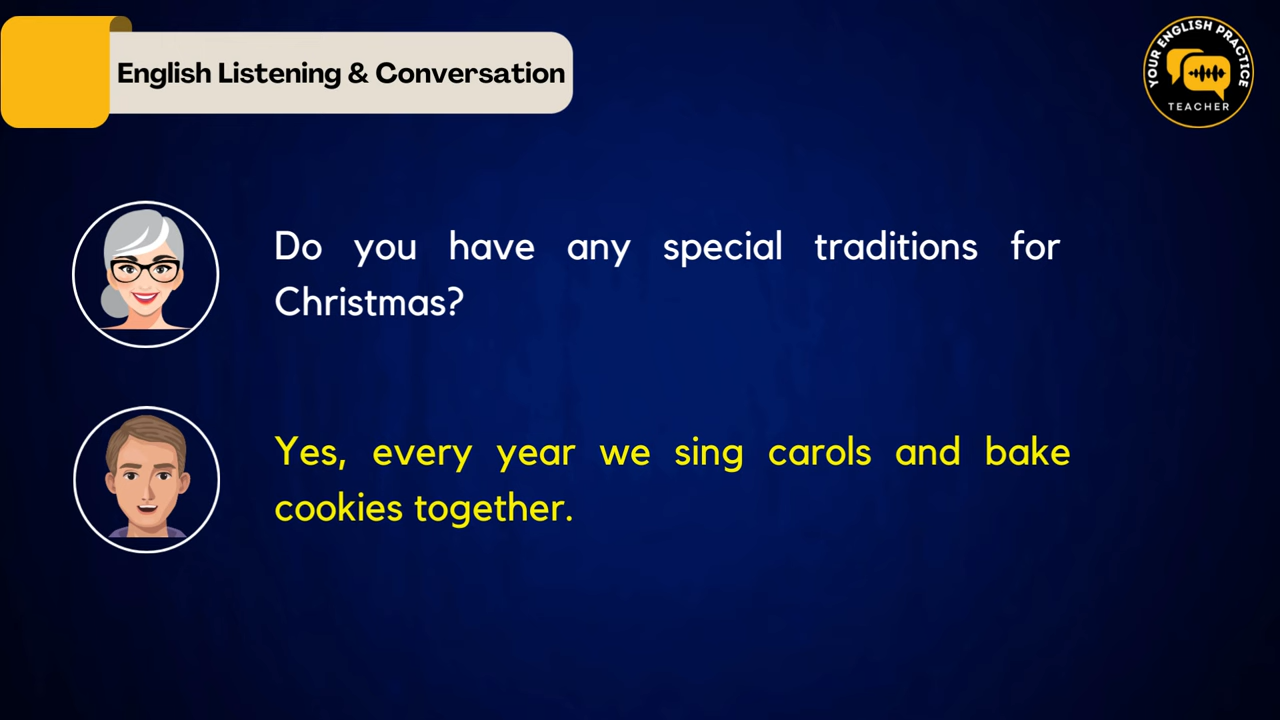 English Listening & Conversation
YOUR ENGLISH PRACTICE
TEACHER
Do you have any special traditions for
Christmas?
Yes, every year we sing carols and bake
cookies together.